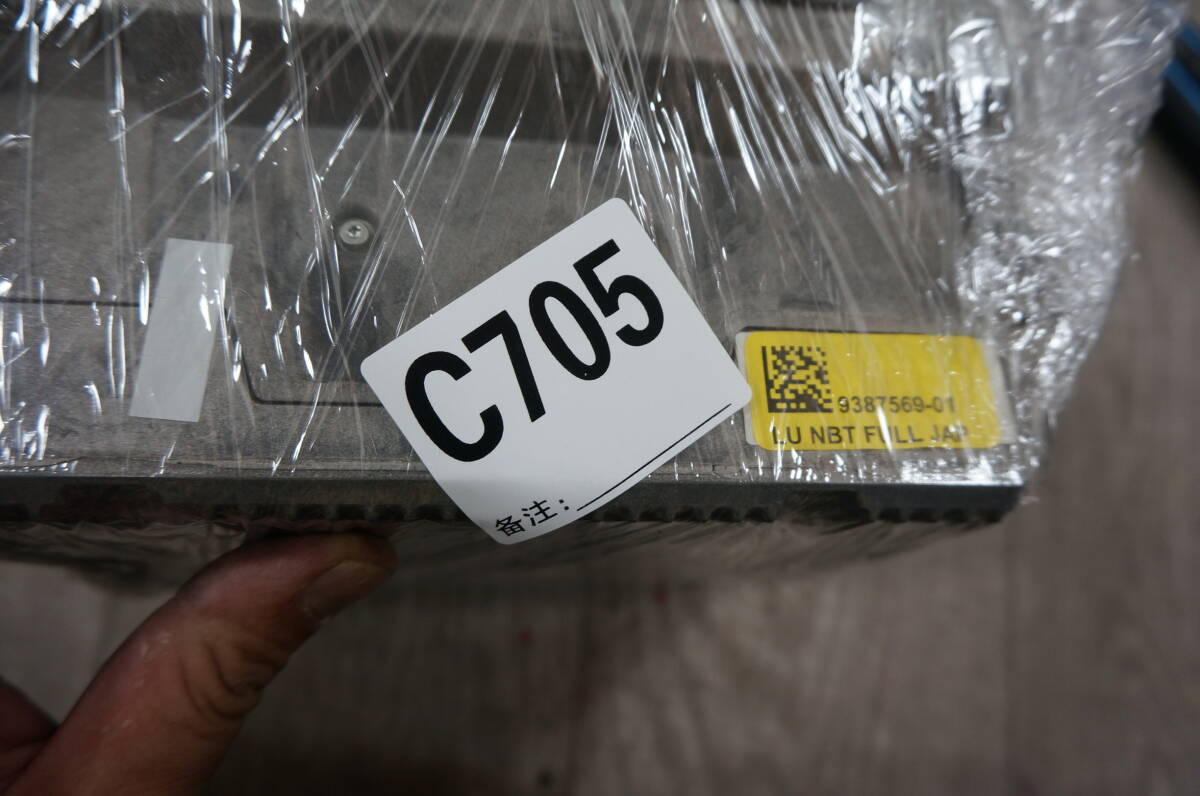 C705
备注：
9387569-01
LU NBT FULL JAP